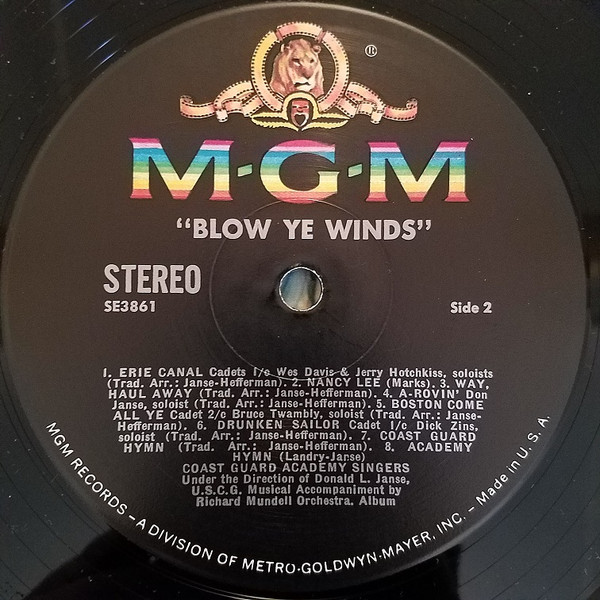 ®
M·G·M
“BLOW YE WINDS”
STEREO
SE3861
Side 2
1. ERIE CANAL Cadets 1/c Wes Davis & Jerry Hotchkiss, soloists
(Trad. Arr.: Janse-Hefferman). 2. NANCY LEE (Marks). 3. WAY,
HAUL AWAY (Trad. Arr.: Janse-Hefferman). 4. A-ROVIN' Don
Janse, soloist (Trad. Arr.: Janse-Hefferman). 5. BOSTON COME
ALL YE Cadet 2/c Bruce Twambly, soloist (Trad. Arr.: Janse-
Hefferman). 6. DRUNKEN SAILOR Cadet 1/c Dick Zins,
soloist (Trad. Arr.: Janse-Hefferman). 7. COAST GUARD
HYMN (Trad. Arr.: Janse-Hefferman). 8. ACADEMY
HYMN (Landry-Janse)
COAST GUARD ACADEMY SINGERS
Under the Direction of Donald L. Janse,
U.S.C.G. Musical Accompaniment by
Richard Mundell Orchestra. Album
MGM RECORDS – A DIVISION OF METRO-GOLDWYN-MAYER, INC. – Made in U. S. A.